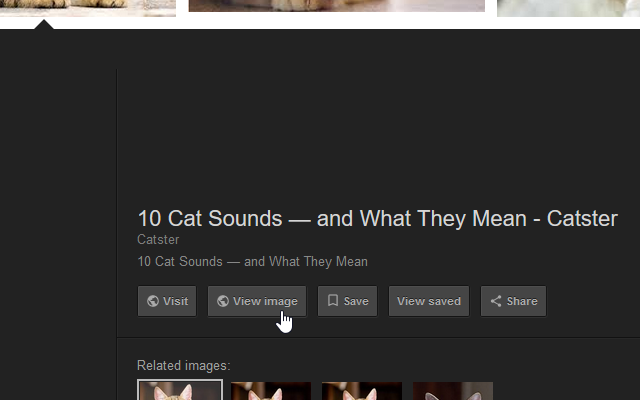 10 Cat Sounds — and What They Mean - Catster
Catster
10 Cat Sounds — and What They Mean
Visit View image Save View saved Share
Related images: